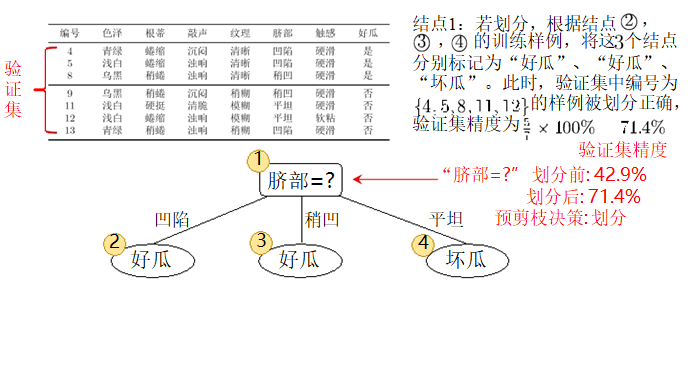 编号 色泽 根蒂 敲声 纹理 脐部 触感 好瓜
4 青绿 蜷缩 沉闷 清晰 凹陷 硬滑 是
5 浅白 蜷缩 浊响 清晰 凹陷 硬滑 是
8 乌黑 稍蜷 浊响 清晰 稍凹 硬滑 是
9 乌黑 稍蜷 沉闷 稍糊 稍凹 硬滑 否
11 浅白 硬挺 清脆 模糊 平坦 硬滑 否
12 浅白 蜷缩 浊响 模糊 平坦 软粘 否
13 青绿 稍蜷 浊响 稍糊 凹陷 硬滑 否
验证集
结点1：若划分，根据结点②，
③，④的训练样例，将这3个结点
分别标记为“好瓜”、“好瓜”、
“坏瓜”。此时，验证集中编号为
{4,5,8,11,12}的样例被划分正确，
验证集精度为 5/7 × 100% 71.4%
验证集精度
“脐部=?” 划分前: 42.9%
划分后: 71.4%
预剪枝决策: 划分
1
脐部=?
凹陷 稍凹 平坦
2 3 4
好瓜 好瓜 坏瓜